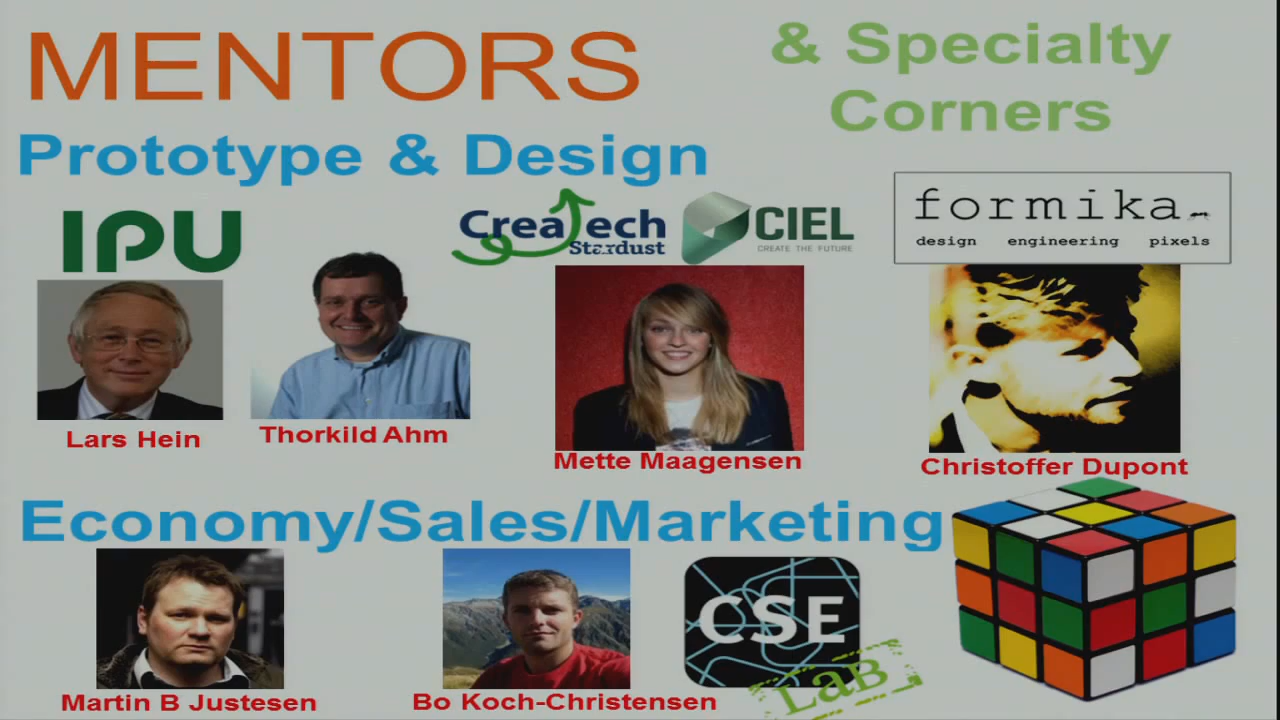 MENTORS
& Specialty
Corners
Prototype & Design
IPU
CreaTech
Stardust
CIEL
CREATE THE FUTURE
formika
design engineering pixels
Lars Hein
Thorkild Ahm
Mette Maagensen
Christoffer Dupont
Economy/Sales/Marketing
CSE
LaB
Martin B Justesen
Bo Koch-Christensen